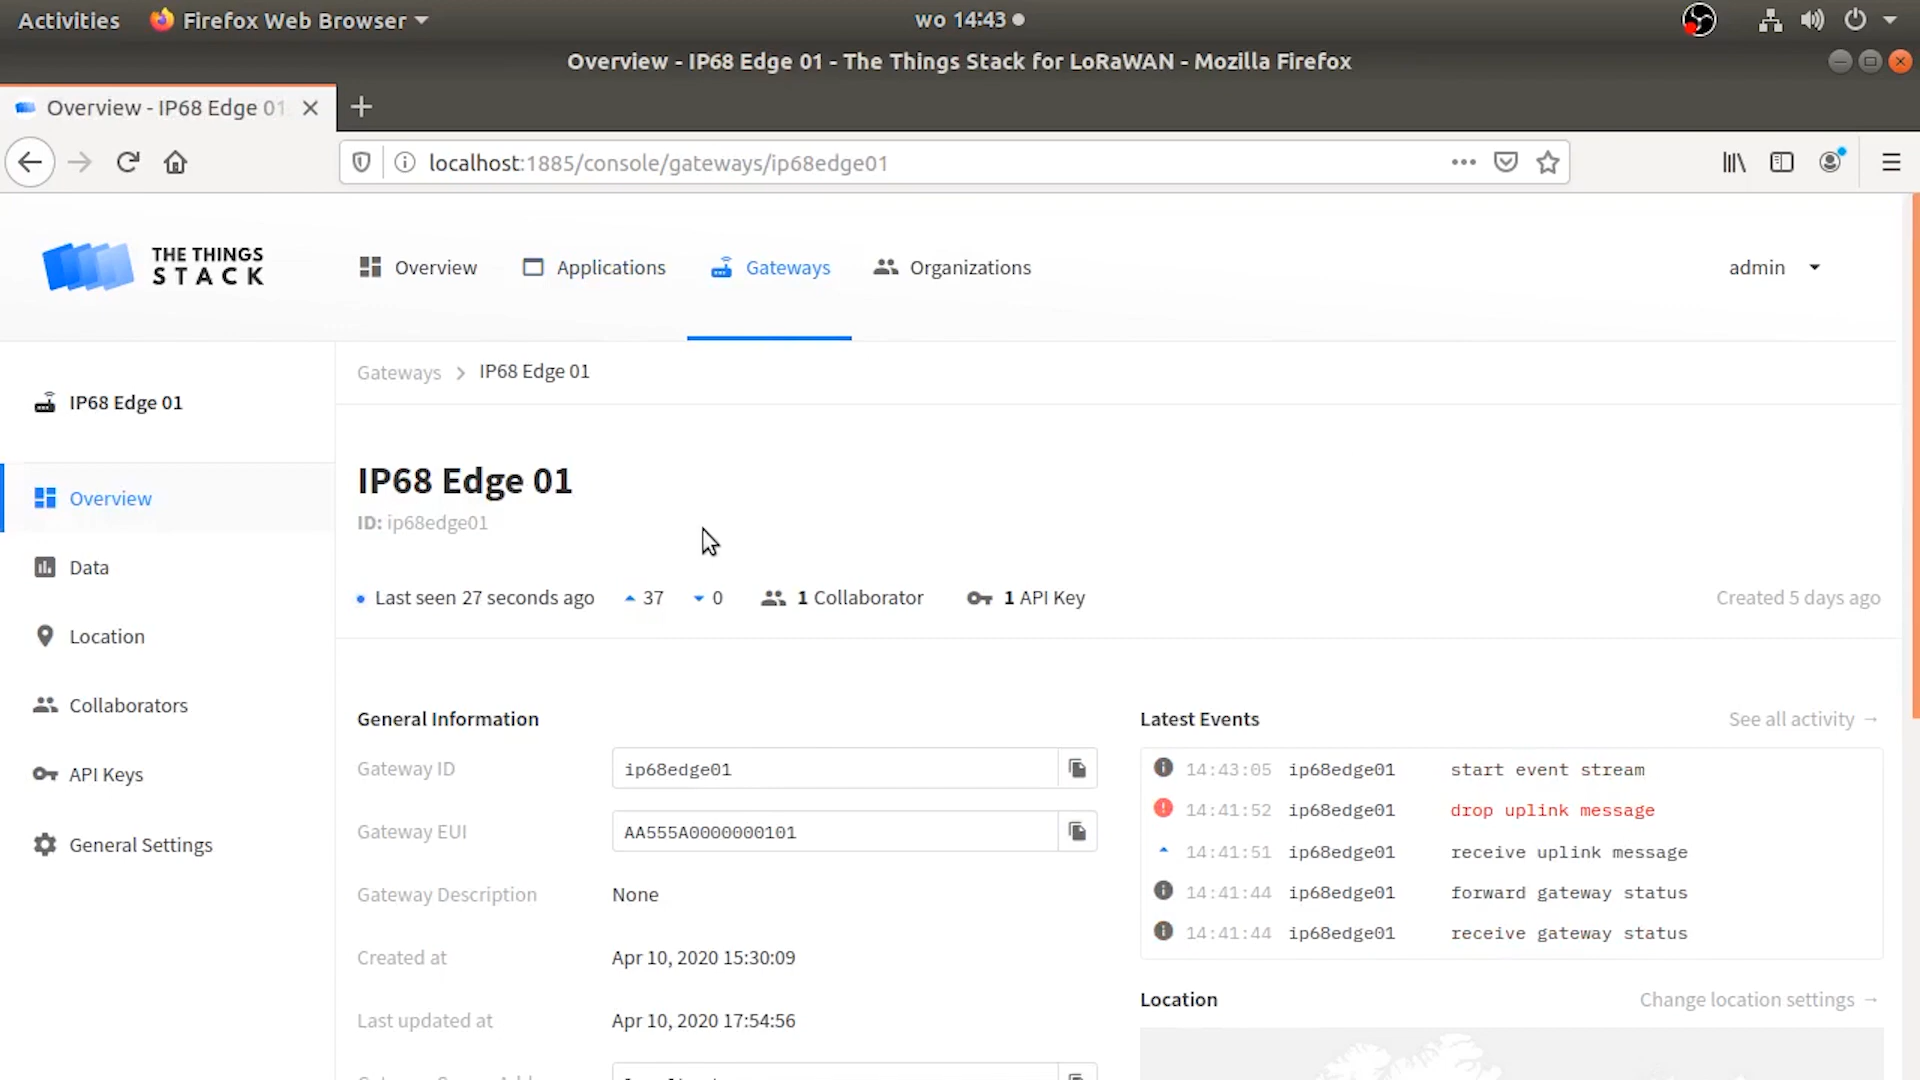 Activities Firefox Web Browser wo 14:43
Overview - IP68 Edge 01 - The Things Stack for LoRaWAN - Mozilla Firefox
Overview - IP68 Edge 01
localhost:1885/console/gateways/ip68edge01
THE THINGS
STACK
Overview Applications Gateways Organizations admin
Gateways IP68 Edge 01
IP68 Edge 01
Overview
Data
Location
Collaborators
API Keys
General Settings
IP68 Edge 01
ID: ip68edge01
Last seen 27 seconds ago 37 0 1 Collaborator 1 API Key Created 5 days ago
General Information
Gateway ID ip68edge01
Gateway EUI AA555A0000000101
Gateway Description None
Created at Apr 10, 2020 15:30:09
Last updated at Apr 10, 2020 17:54:56
Latest Events See all activity →
14:43:05 ip68edge01 start event stream
14:41:52 ip68edge01 drop uplink message
14:41:51 ip68edge01 receive uplink message
14:41:44 ip68edge01 forward gateway status
14:41:44 ip68edge01 receive gateway status
Location Change location settings →